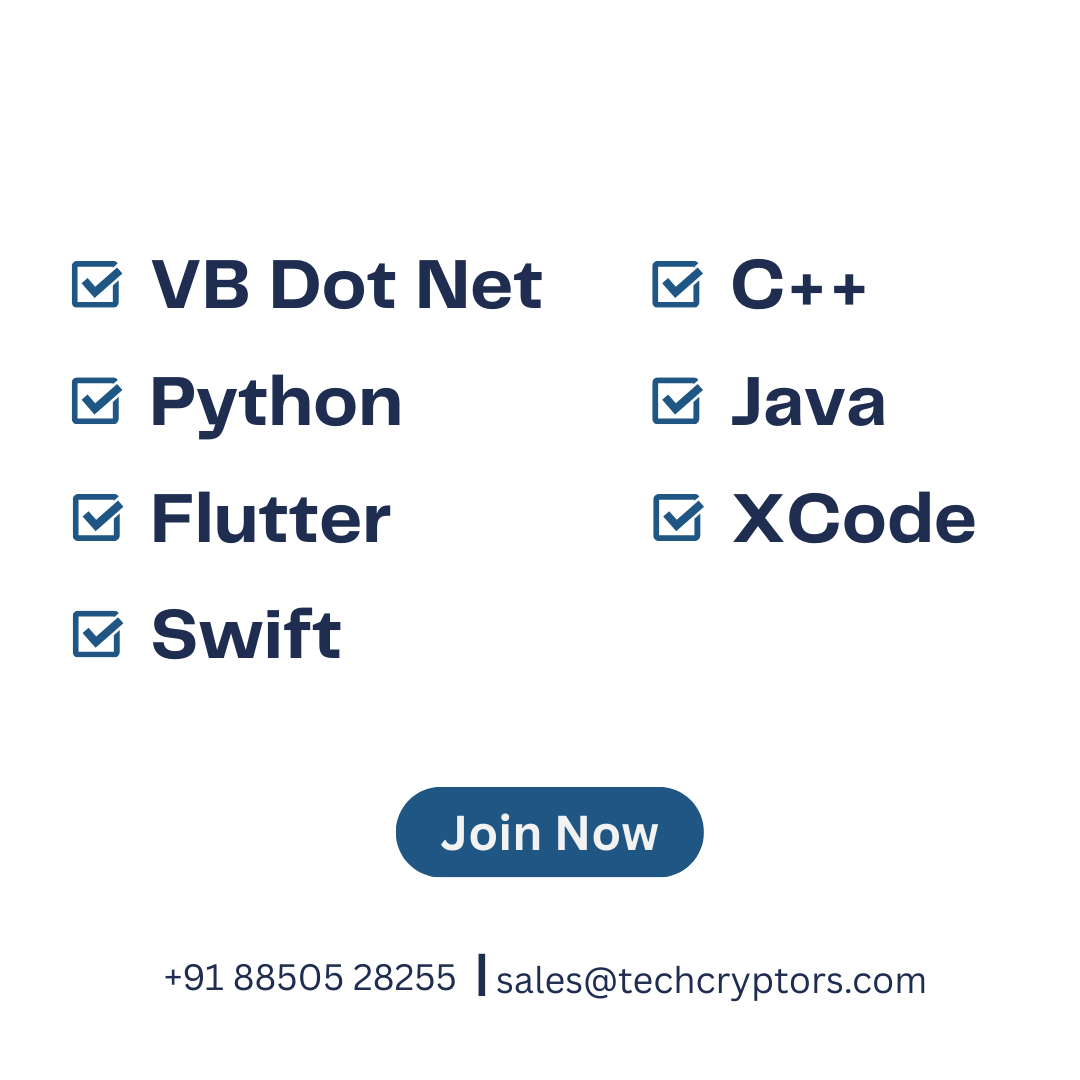 VB Dot Net
C++
Python
Java
Flutter
XCode
Swift
Join Now
+91 88505 28255 | sales@techcryptors.com